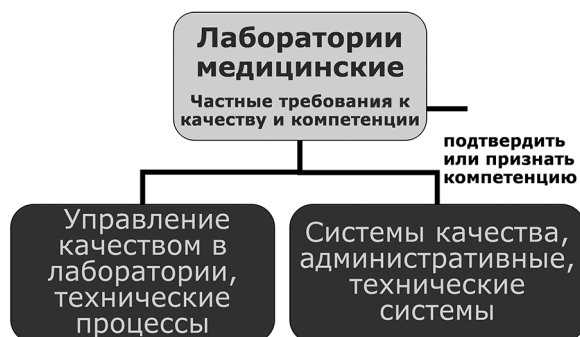 Лаборатории
медицинские
Частные требования к
качеству и компетенции
подтвердить
или признать
компетенцию
Управление
качеством в
лаборатории,
технические
процессы
Системы качества,
административные,
технические
системы